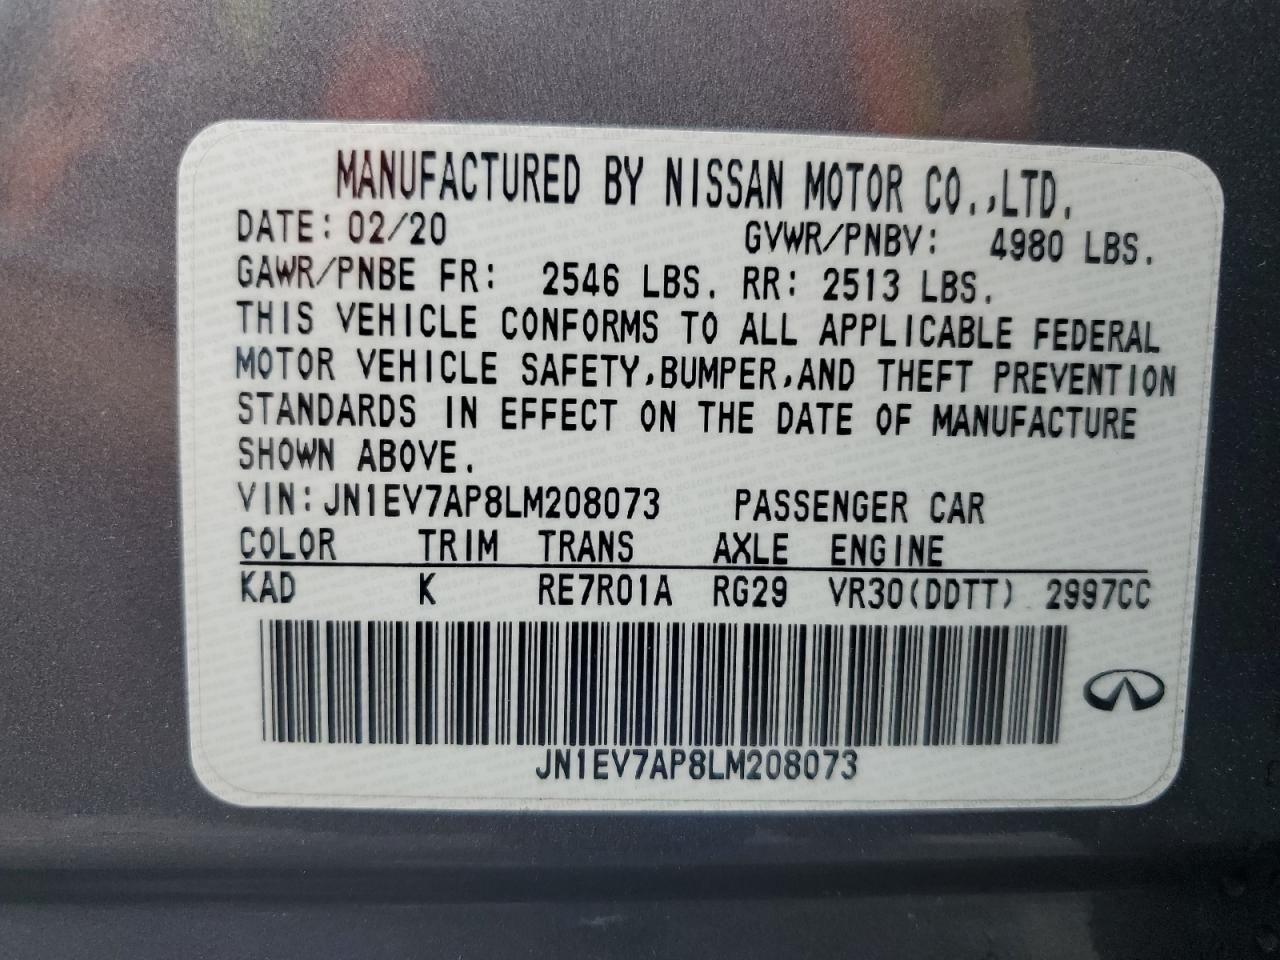 MANUFACTURED BY NISSAN MOTOR CO.,LTD.
DATE: 02/20 GVWR/PNBV: 4980 LBS.
GAWR/PNBE FR: 2546 LBS. RR: 2513 LBS.
THIS VEHICLE CONFORMS TO ALL APPLICABLE FEDERAL
MOTOR VEHICLE SAFETY,BUMPER,AND THEFT PREVENTION
STANDARDS IN EFFECT ON THE DATE OF MANUFACTURE
SHOWN ABOVE.
VIN:JN1EV7AP8LM208073 PASSENGER CAR
COLOR TRIM TRANS AXLE ENGINE
KAD K RE7R01A RG29 VR30(DDTT) 2997CC
JN1EV7AP8LM208073